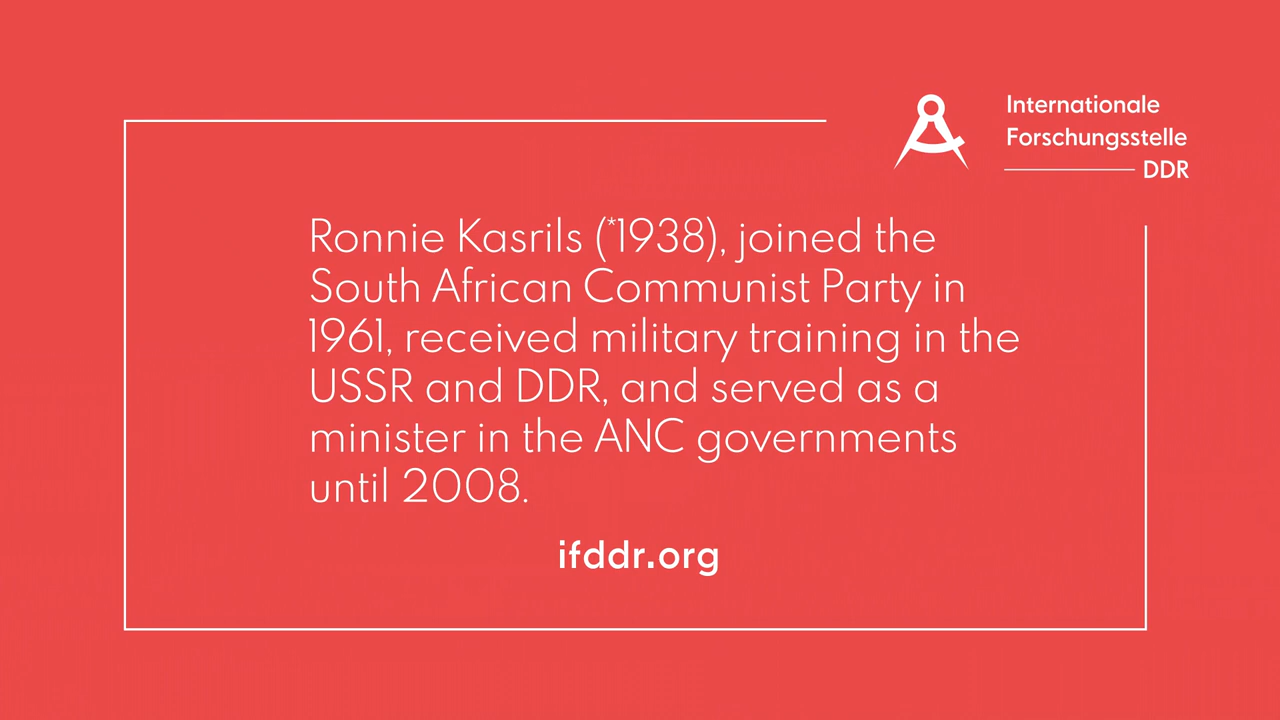 Internationale
Forschungsstelle
DDR
Ronnie Kasrils (*1938), joined the
South African Communist Party in
1961, received military training in the
USSR and DDR, and served as a
minister in the ANC governments
until 2008.
ifddr.org